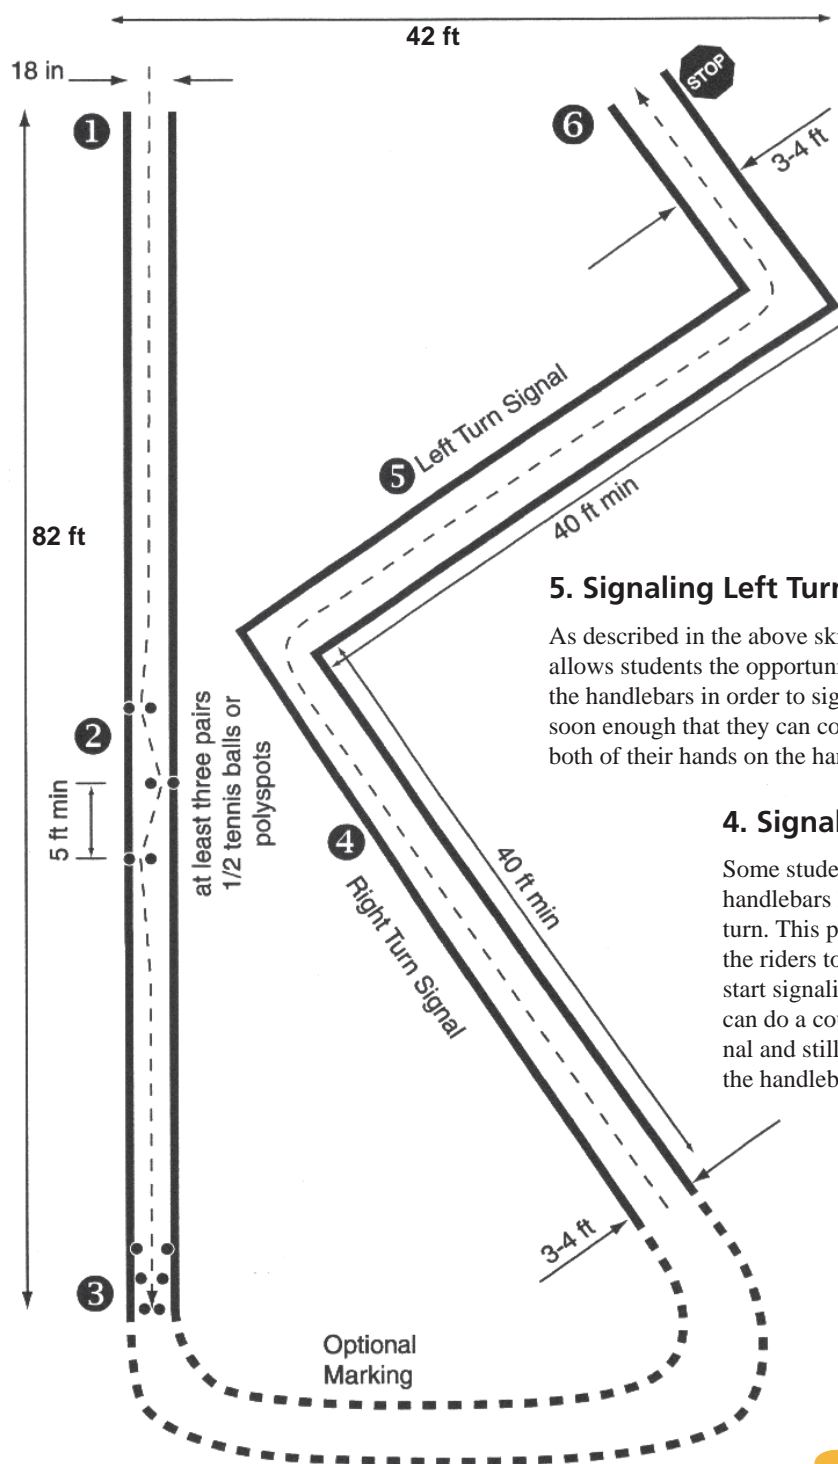 42 ft
18 in
STOP
1
6
3-4 ft
Left Turn Signal
5
40 ft min
82 ft
5. Signaling Left Turn
As described in the above sk
allows students the opportuni
the handlebars in order to sig
soon enough that they can co
both of their hands on the han
2
5 ft min
at least three pairs
1/2 tennis balls or
polyspots
4
Right Turn Signal
40 ft min
4. Signal
Some stude
handlebars
turn. This p
the riders to
start signali
can do a cou
nal and still
the handleb
3-4 ft
3
Optional
Marking